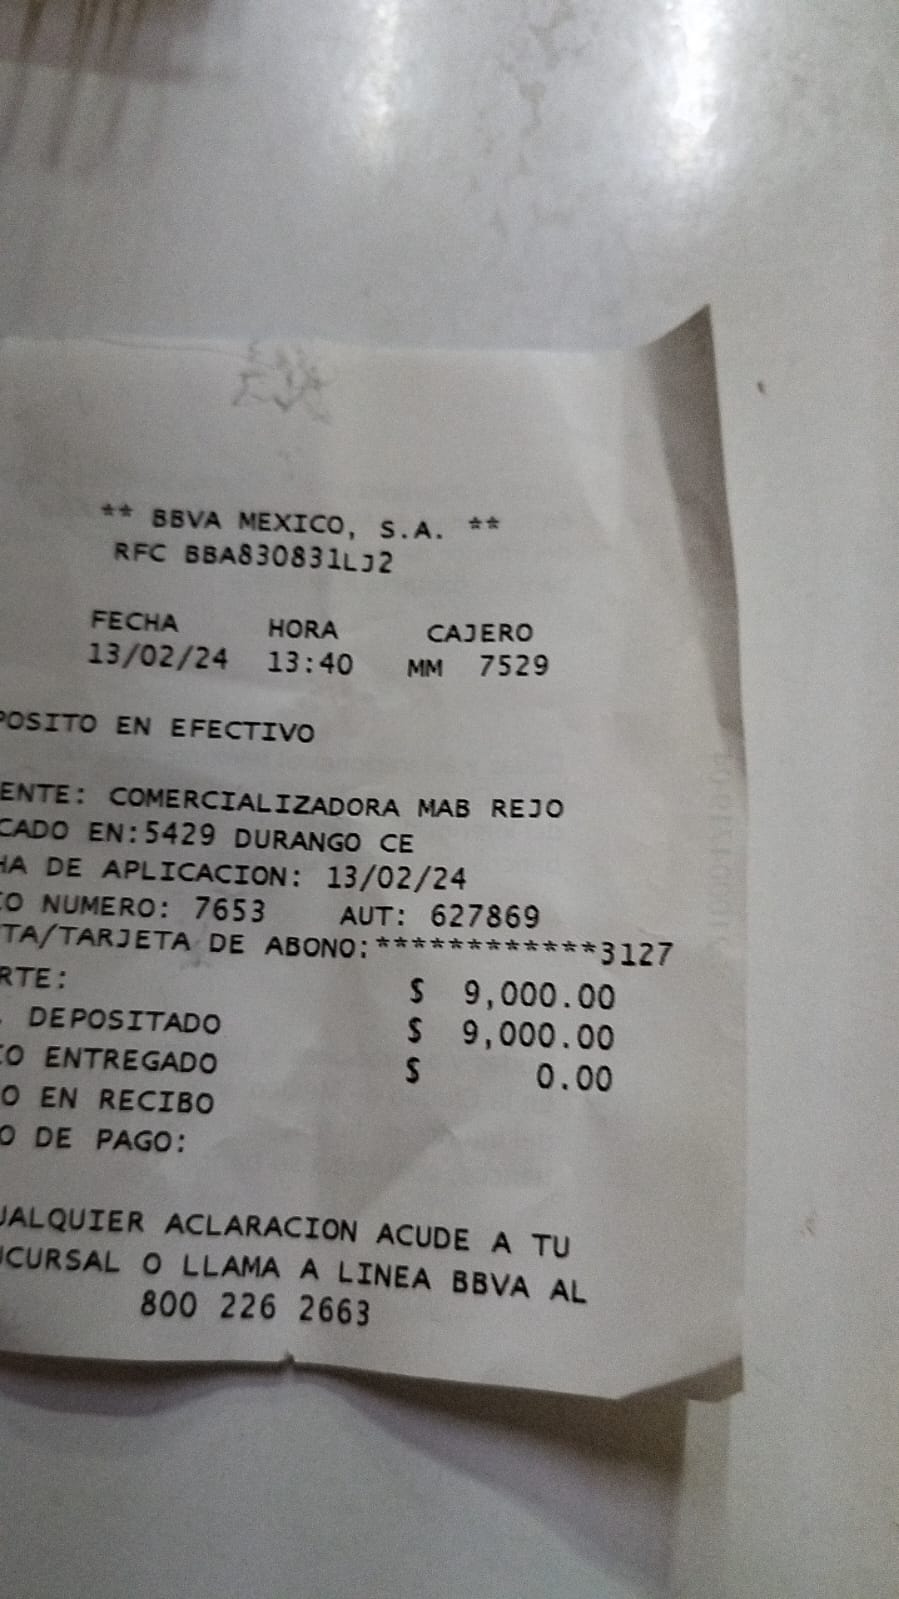 ** BBVA MEXICO, S.A. **
RFC BBA830831LJ2
FECHA HORA CAJERO
13/02/24 13:40 MM 7529
POSITO EN EFECTIVO
ENTE: COMERCIALIZADORA MAB REJO
CADO EN:5429 DURANGO CE
HA DE APLICACION: 13/02/24
CO NUMERO: 7653 AUT: 627869
TA/TARJETA DE ABONO:************3127
RTE: $ 9,000.00
DEPOSITADO $ 9,000.00
CO ENTREGADO $ 0.00
O EN RECIBO
O DE PAGO:
UALQUIER ACLARACION ACUDE A TU
UCURSAL O LLAMA A LINEA BBVA AL
800 226 2663